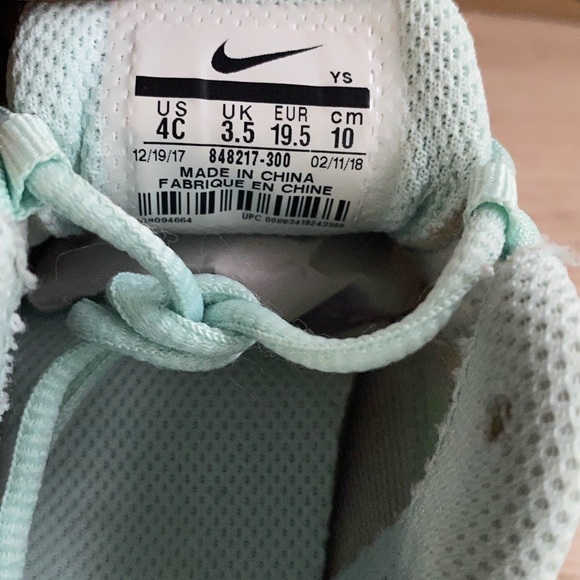 YS
US UK EUR cm
4C 3.5 19.5 10
12/19/17 848217-300 02/11/18
MADE IN CHINA
FABRIQUE EN CHINE
UPC